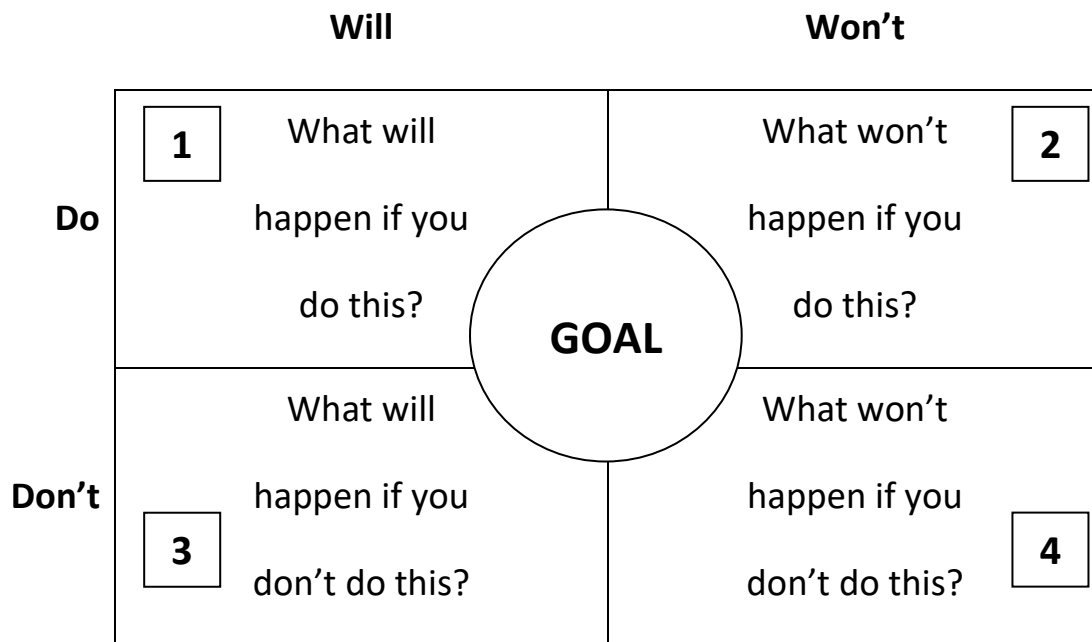 Will
Won’t
1
What will
happen if you
do this?
What won’t
happen if you
do this?
2
Do
GOAL
What will
happen if you
don’t do this?
What won’t
happen if you
don’t do this?
Don’t
3
4